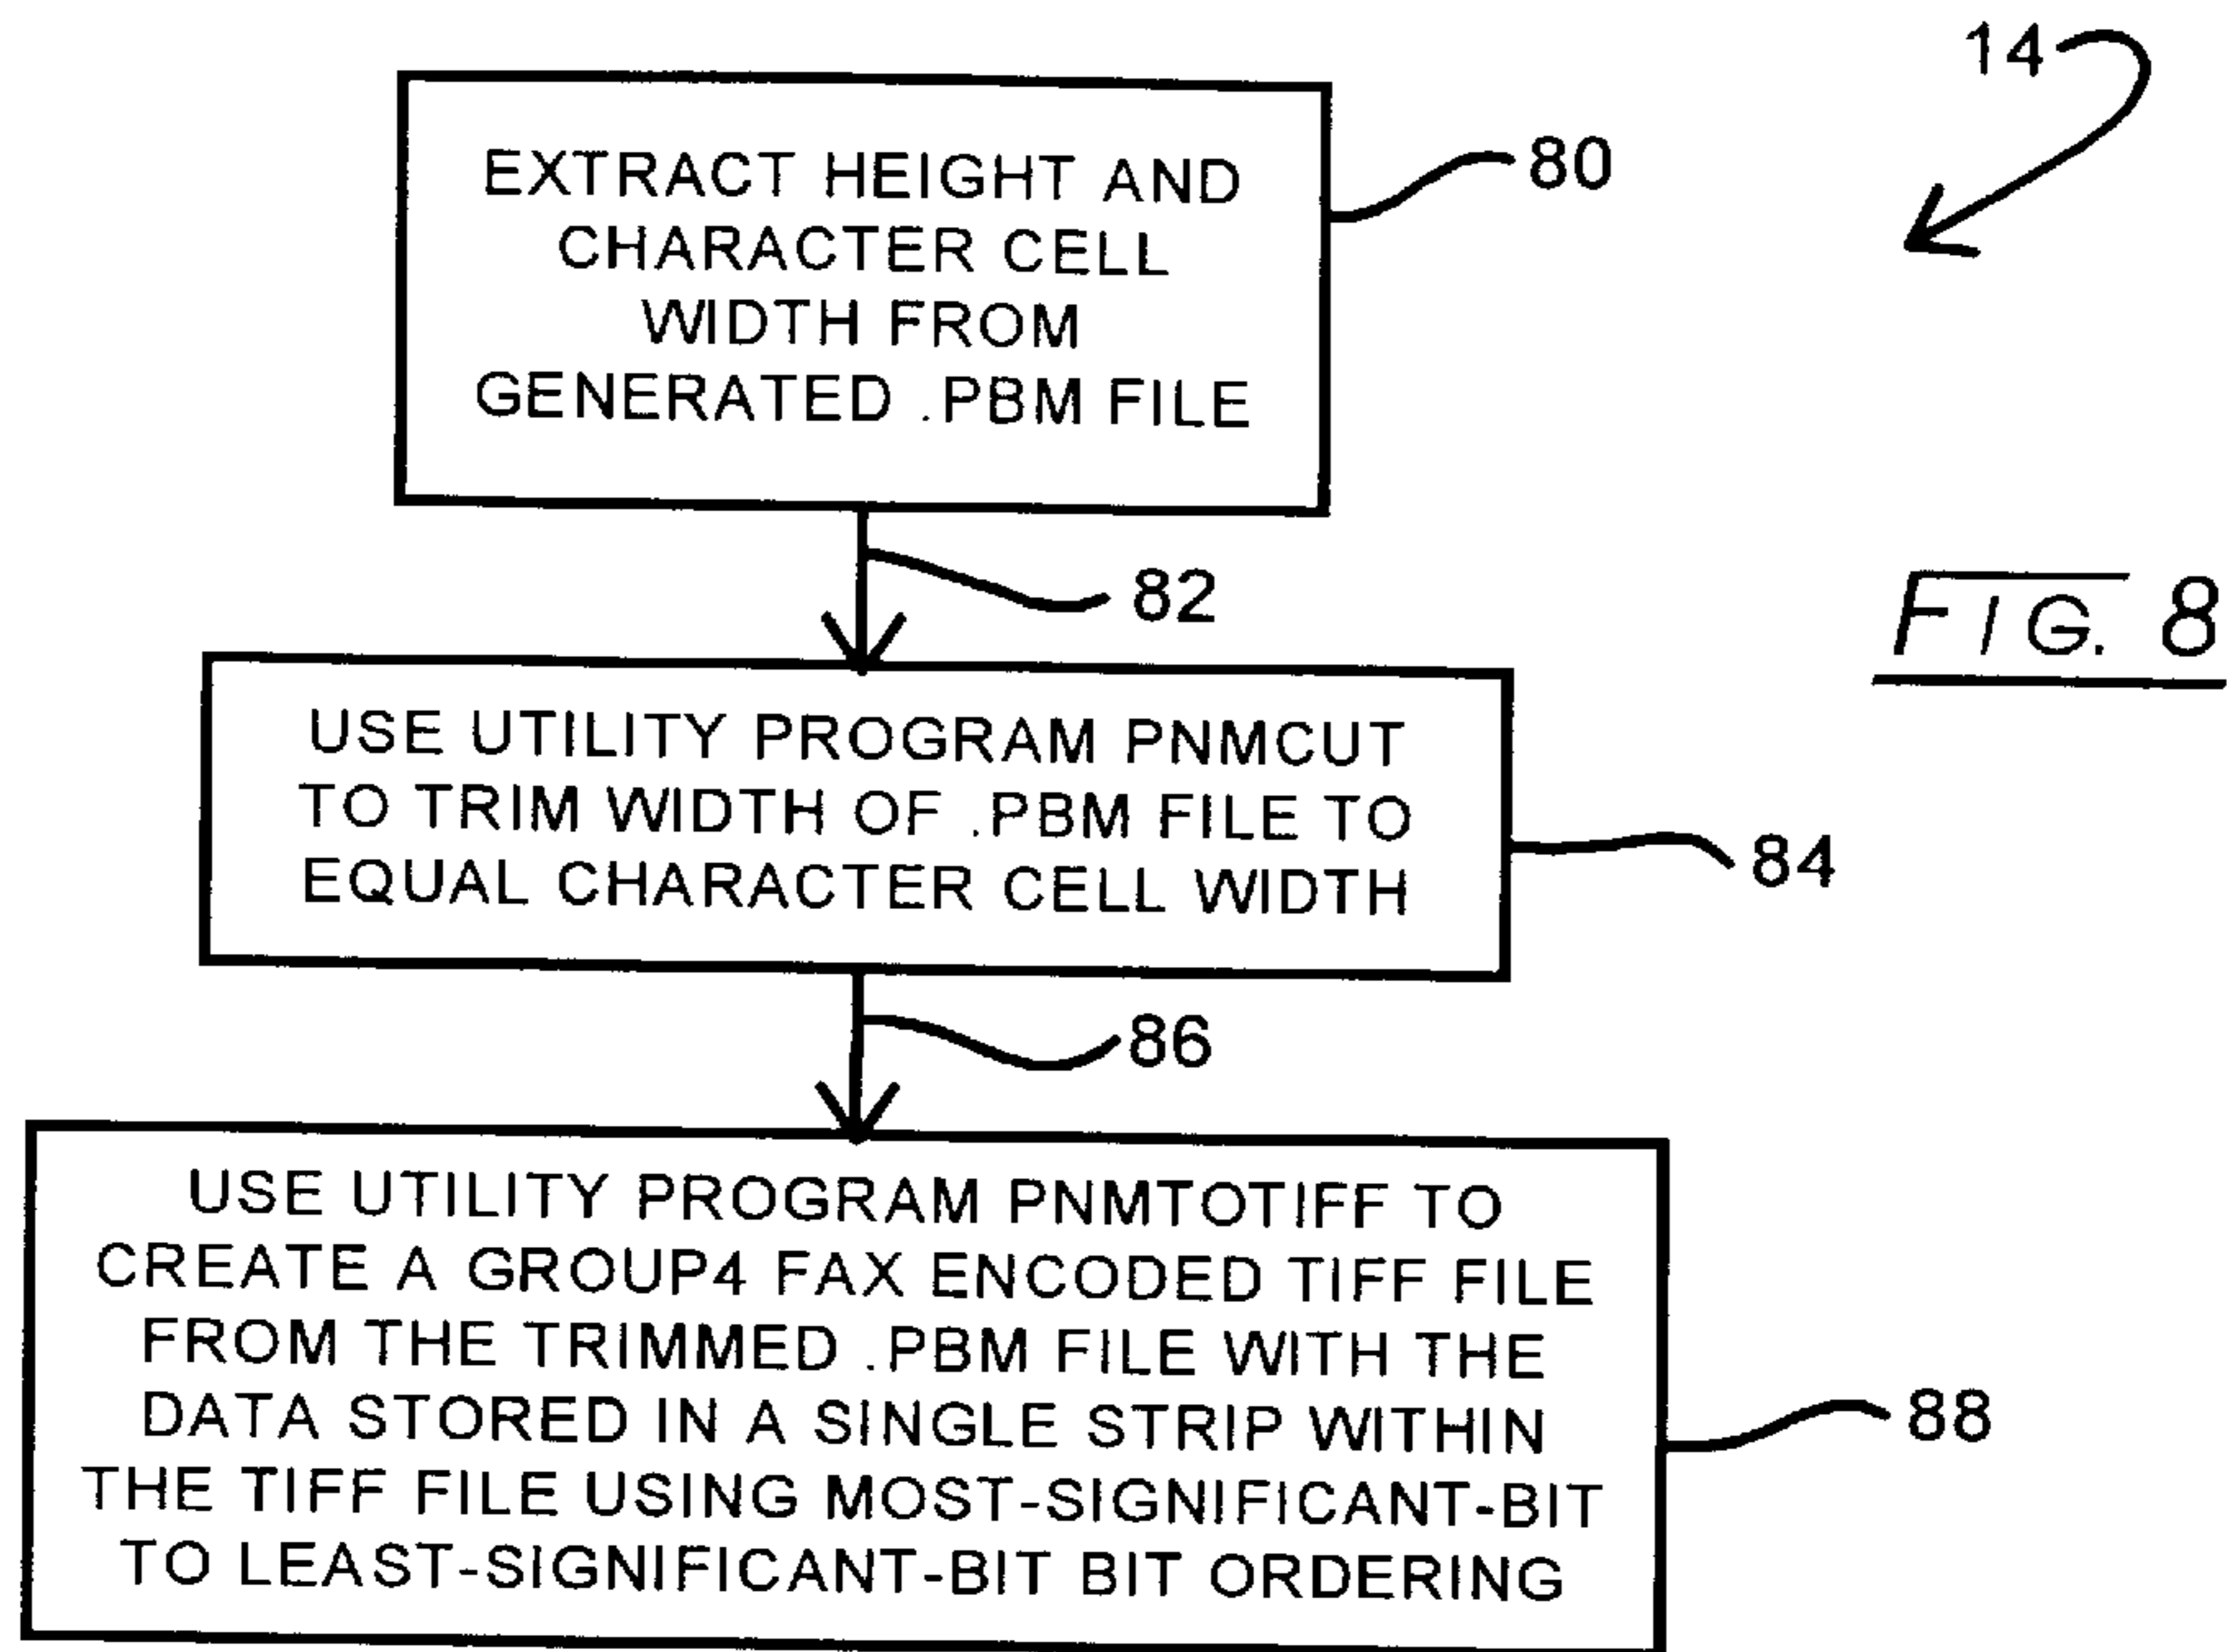 14
EXTRACT HEIGHT AND
CHARACTER CELL
WIDTH FROM
GENERATED .PBM FILE
80
82
FIG. 8
USE UTILITY PROGRAM PNMCUT
TO TRIM WIDTH OF .PBM FILE TO
EQUAL CHARACTER CELL WIDTH
84
86
USE UTILITY PROGRAM PNMTOTIFF TO
CREATE A GROUP4 FAX ENCODED TIFF FILE
FROM THE TRIMMED .PBM FILE WITH THE
DATA STORED IN A SINGLE STRIP WITHIN
THE TIFF FILE USING MOST-SIGNIFICANT-BIT
TO LEAST-SIGNIFICANT-BIT BIT ORDERING
88